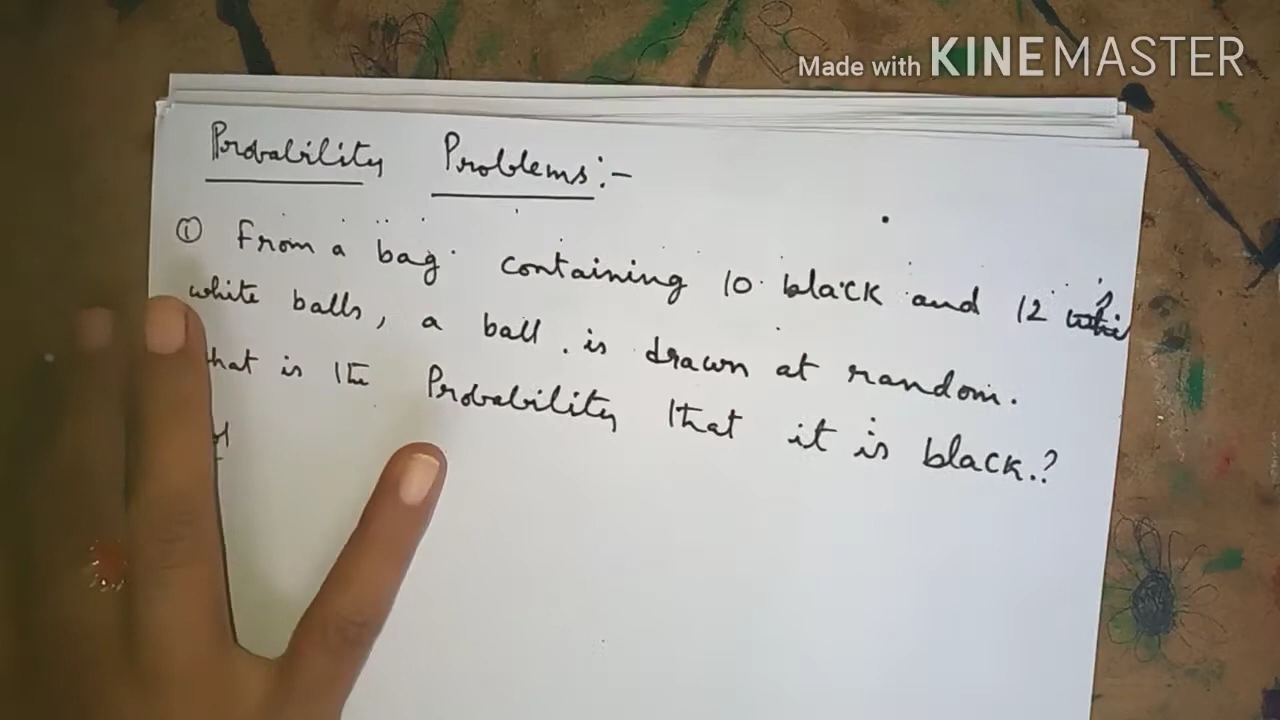 Made with KINEMASTER
Probability Problems:-
① From a bag containing 10 black and 12
white balls, a ball is drawn at random.
hat is the Probability that it is black.?